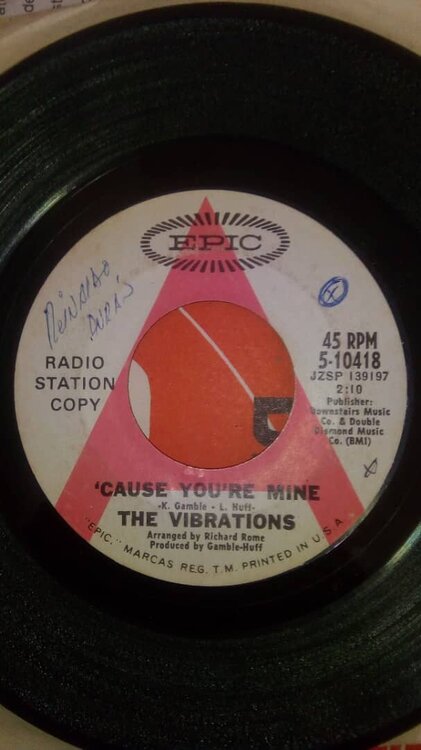 EPIC
Reinaldo
Durán
RADIO
STATION
COPY
45 RPM
5-10418
JZSP 139197
2:10
Publisher:
Downstairs Music
Co. & Double
Diamond Music
Co. (BMI)
'CAUSE YOU'RE MINE
-K. Gamble - L. Huff-
THE VIBRATIONS
Arranged by Richard Rome
Produced by Gamble-Huff
"EPIC," MARCAS REG. T.M. PRINTED IN U.S.A.